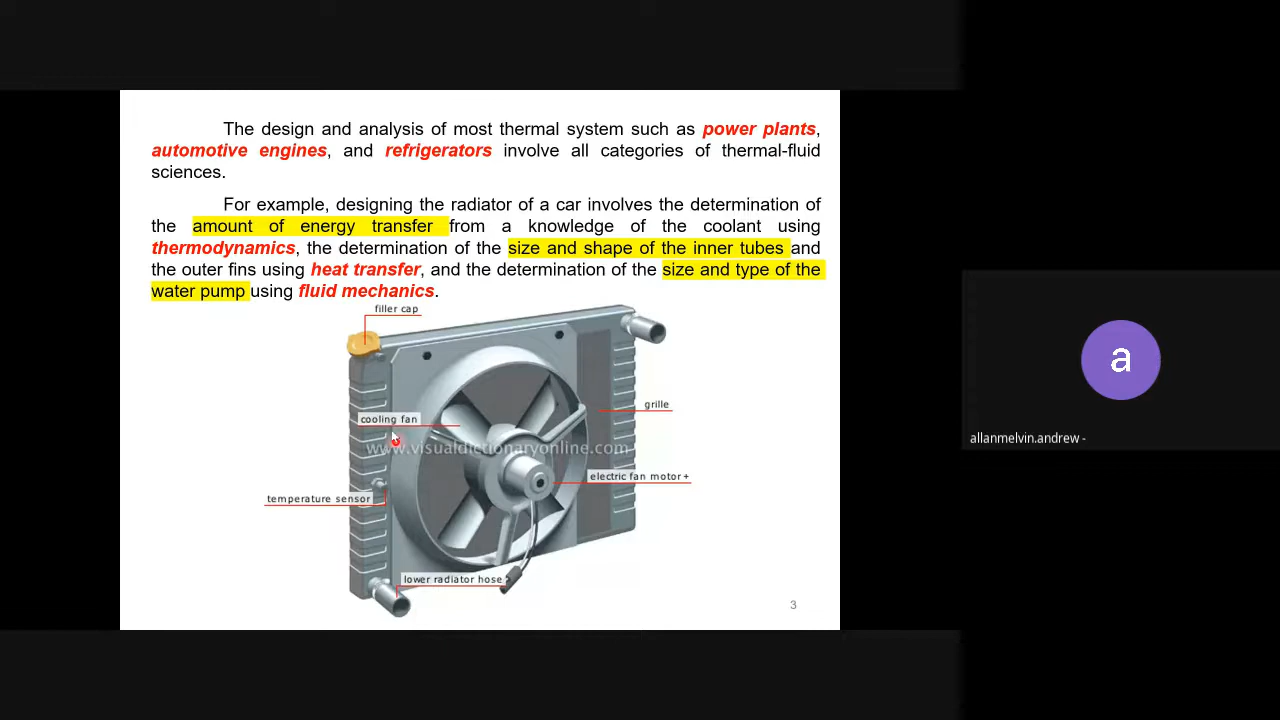 The design and analysis of most thermal system such as power plants,
automotive engines, and refrigerators involve all categories of thermal-fluid
sciences.
For example, designing the radiator of a car involves the determination of
the amount of energy transfer from a knowledge of the coolant using
thermodynamics, the determination of the size and shape of the inner tubes and
the outer fins using heat transfer, and the determination of the size and type of the
water pump using fluid mechanics.
filler cap
grille
cooling fan
www.visualdictionaryonline.com
electric fan motor +
temperature sensor
lower radiator hose
3
a
allanmelvin.andrew -